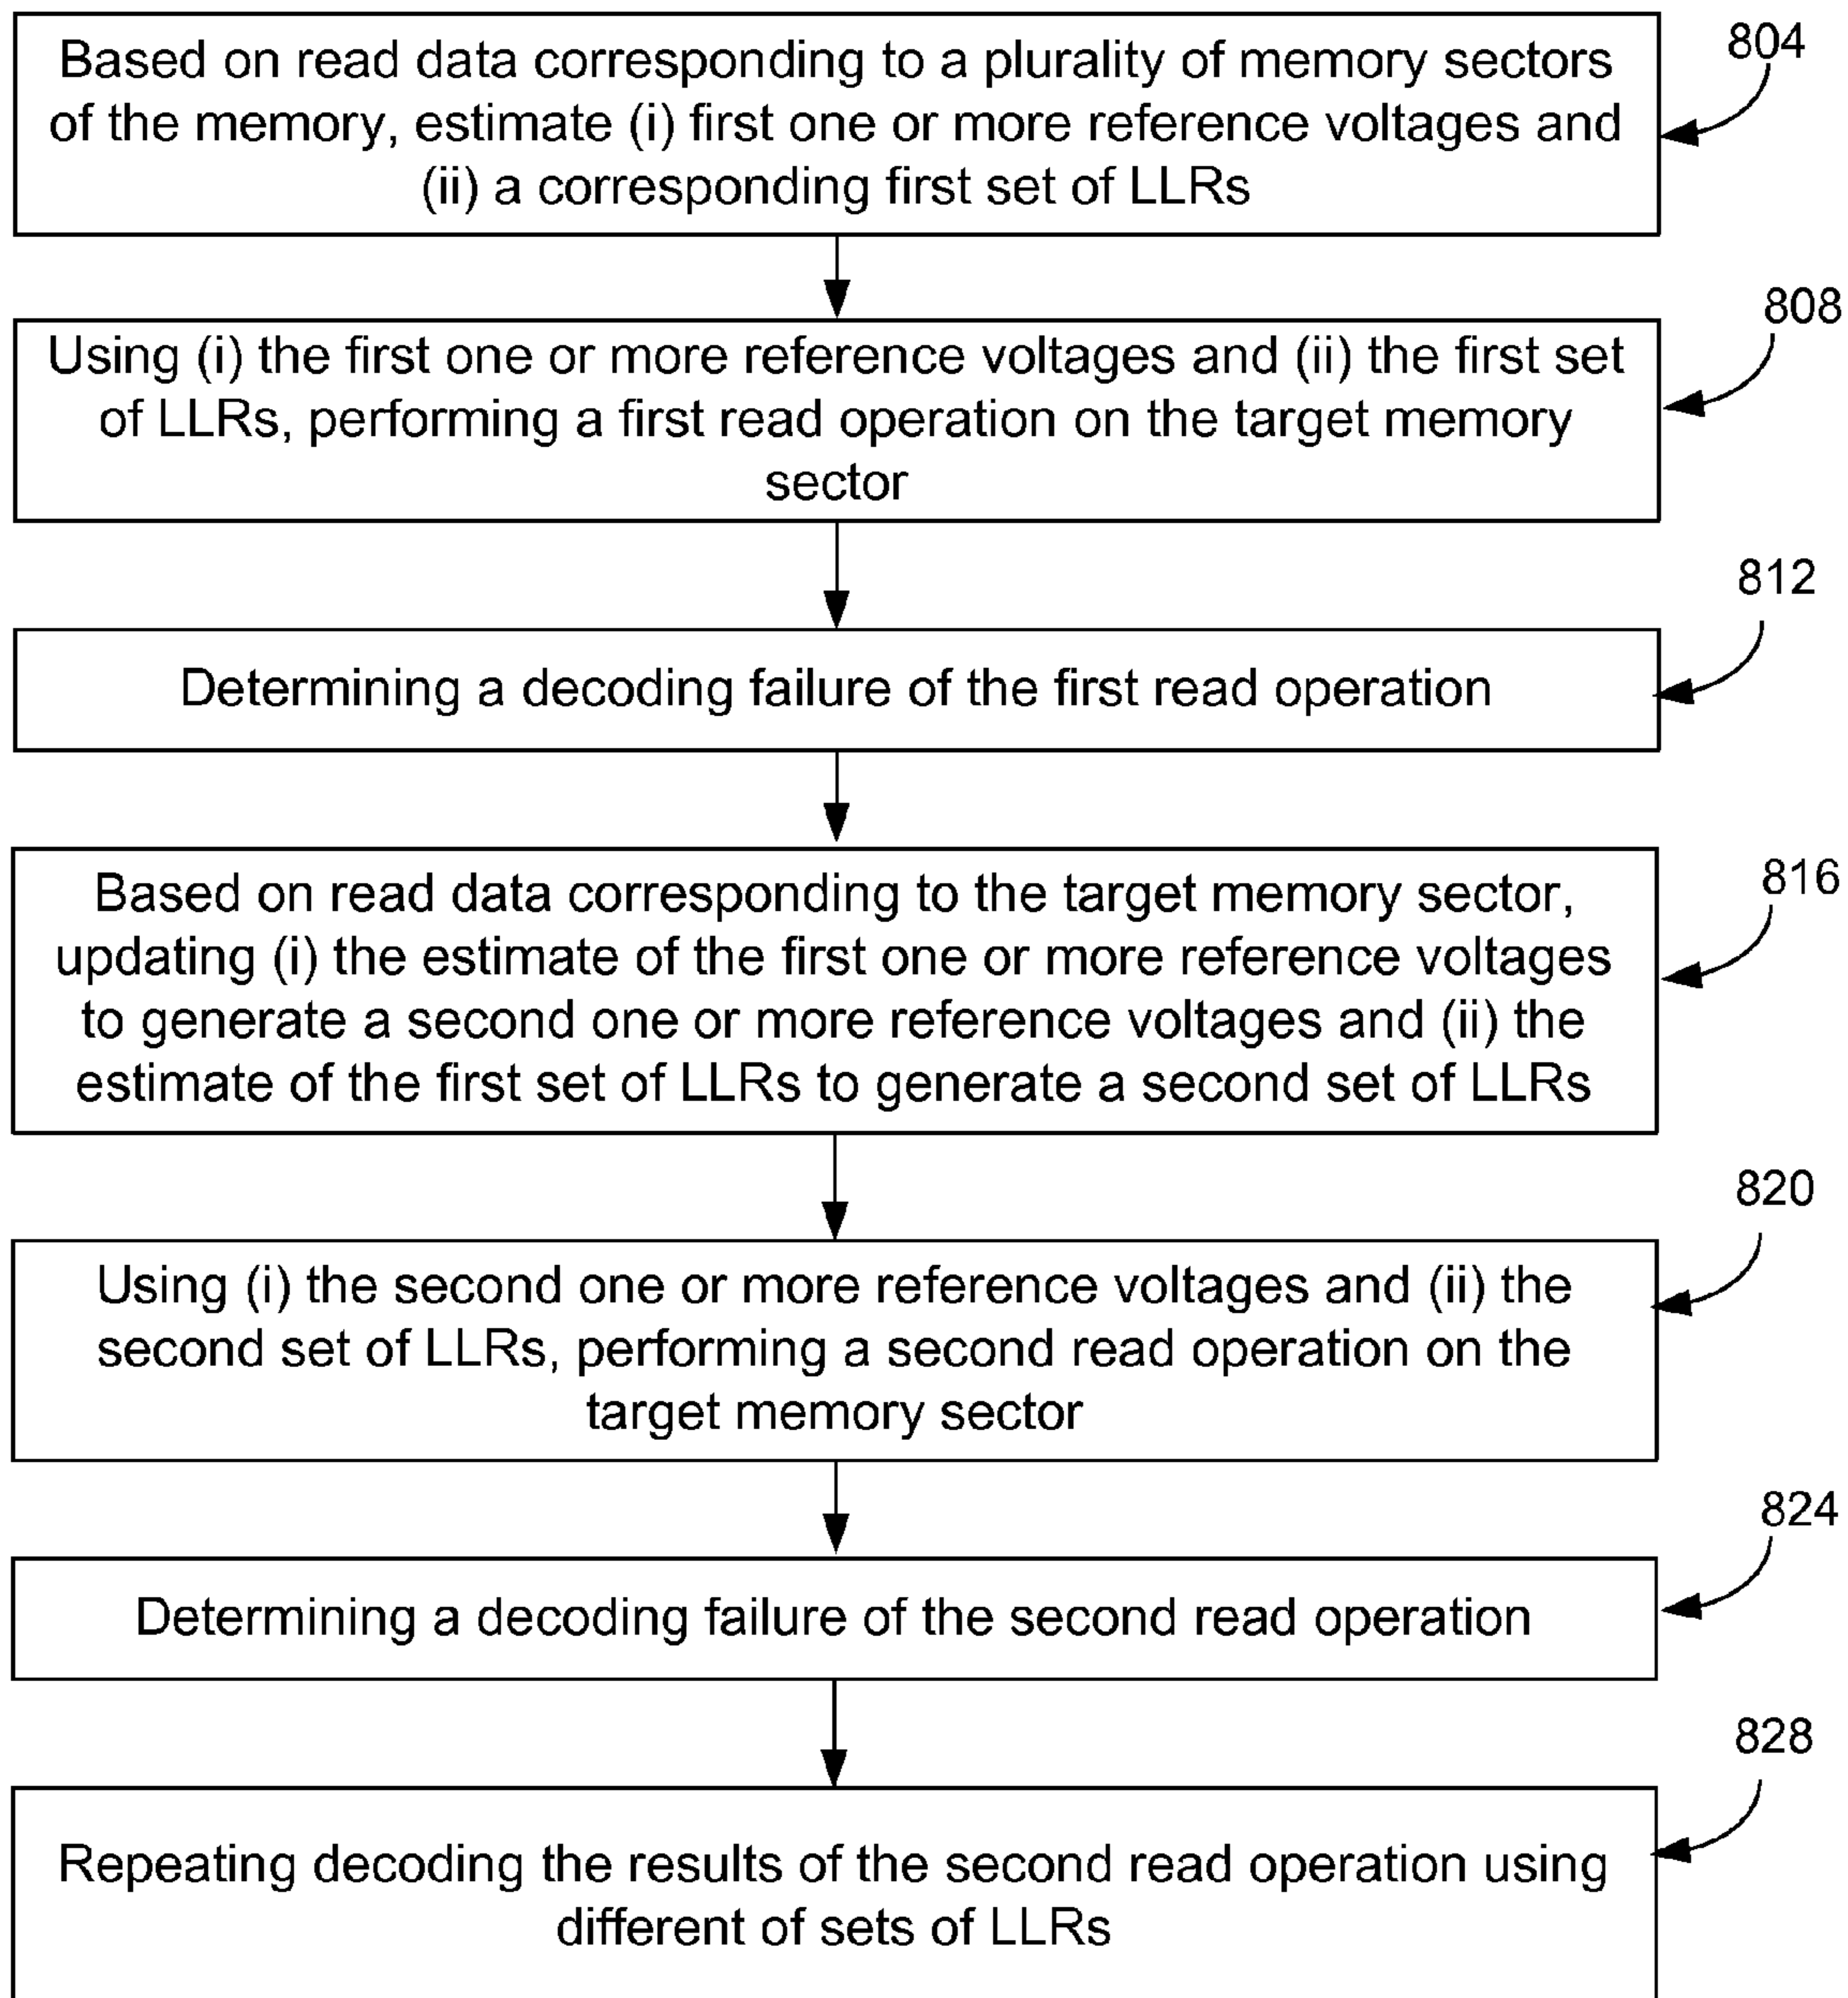 Based on read data corresponding to a plurality of memory sectors
of the memory, estimate (i) first one or more reference voltages and
(ii) a corresponding first set of LLRs
804
Using (i) the first one or more reference voltages and (ii) the first set
of LLRs, performing a first read operation on the target memory
sector
808
Determining a decoding failure of the first read operation
812
Based on read data corresponding to the target memory sector,
updating (i) the estimate of the first one or more reference voltages
to generate a second one or more reference voltages and (ii) the
estimate of the first set of LLRs to generate a second set of LLRs
816
Using (i) the second one or more reference voltages and (ii) the
second set of LLRs, performing a second read operation on the
target memory sector
820
Determining a decoding failure of the second read operation
824
Repeating decoding the results of the second read operation using
different of sets of LLRs
828